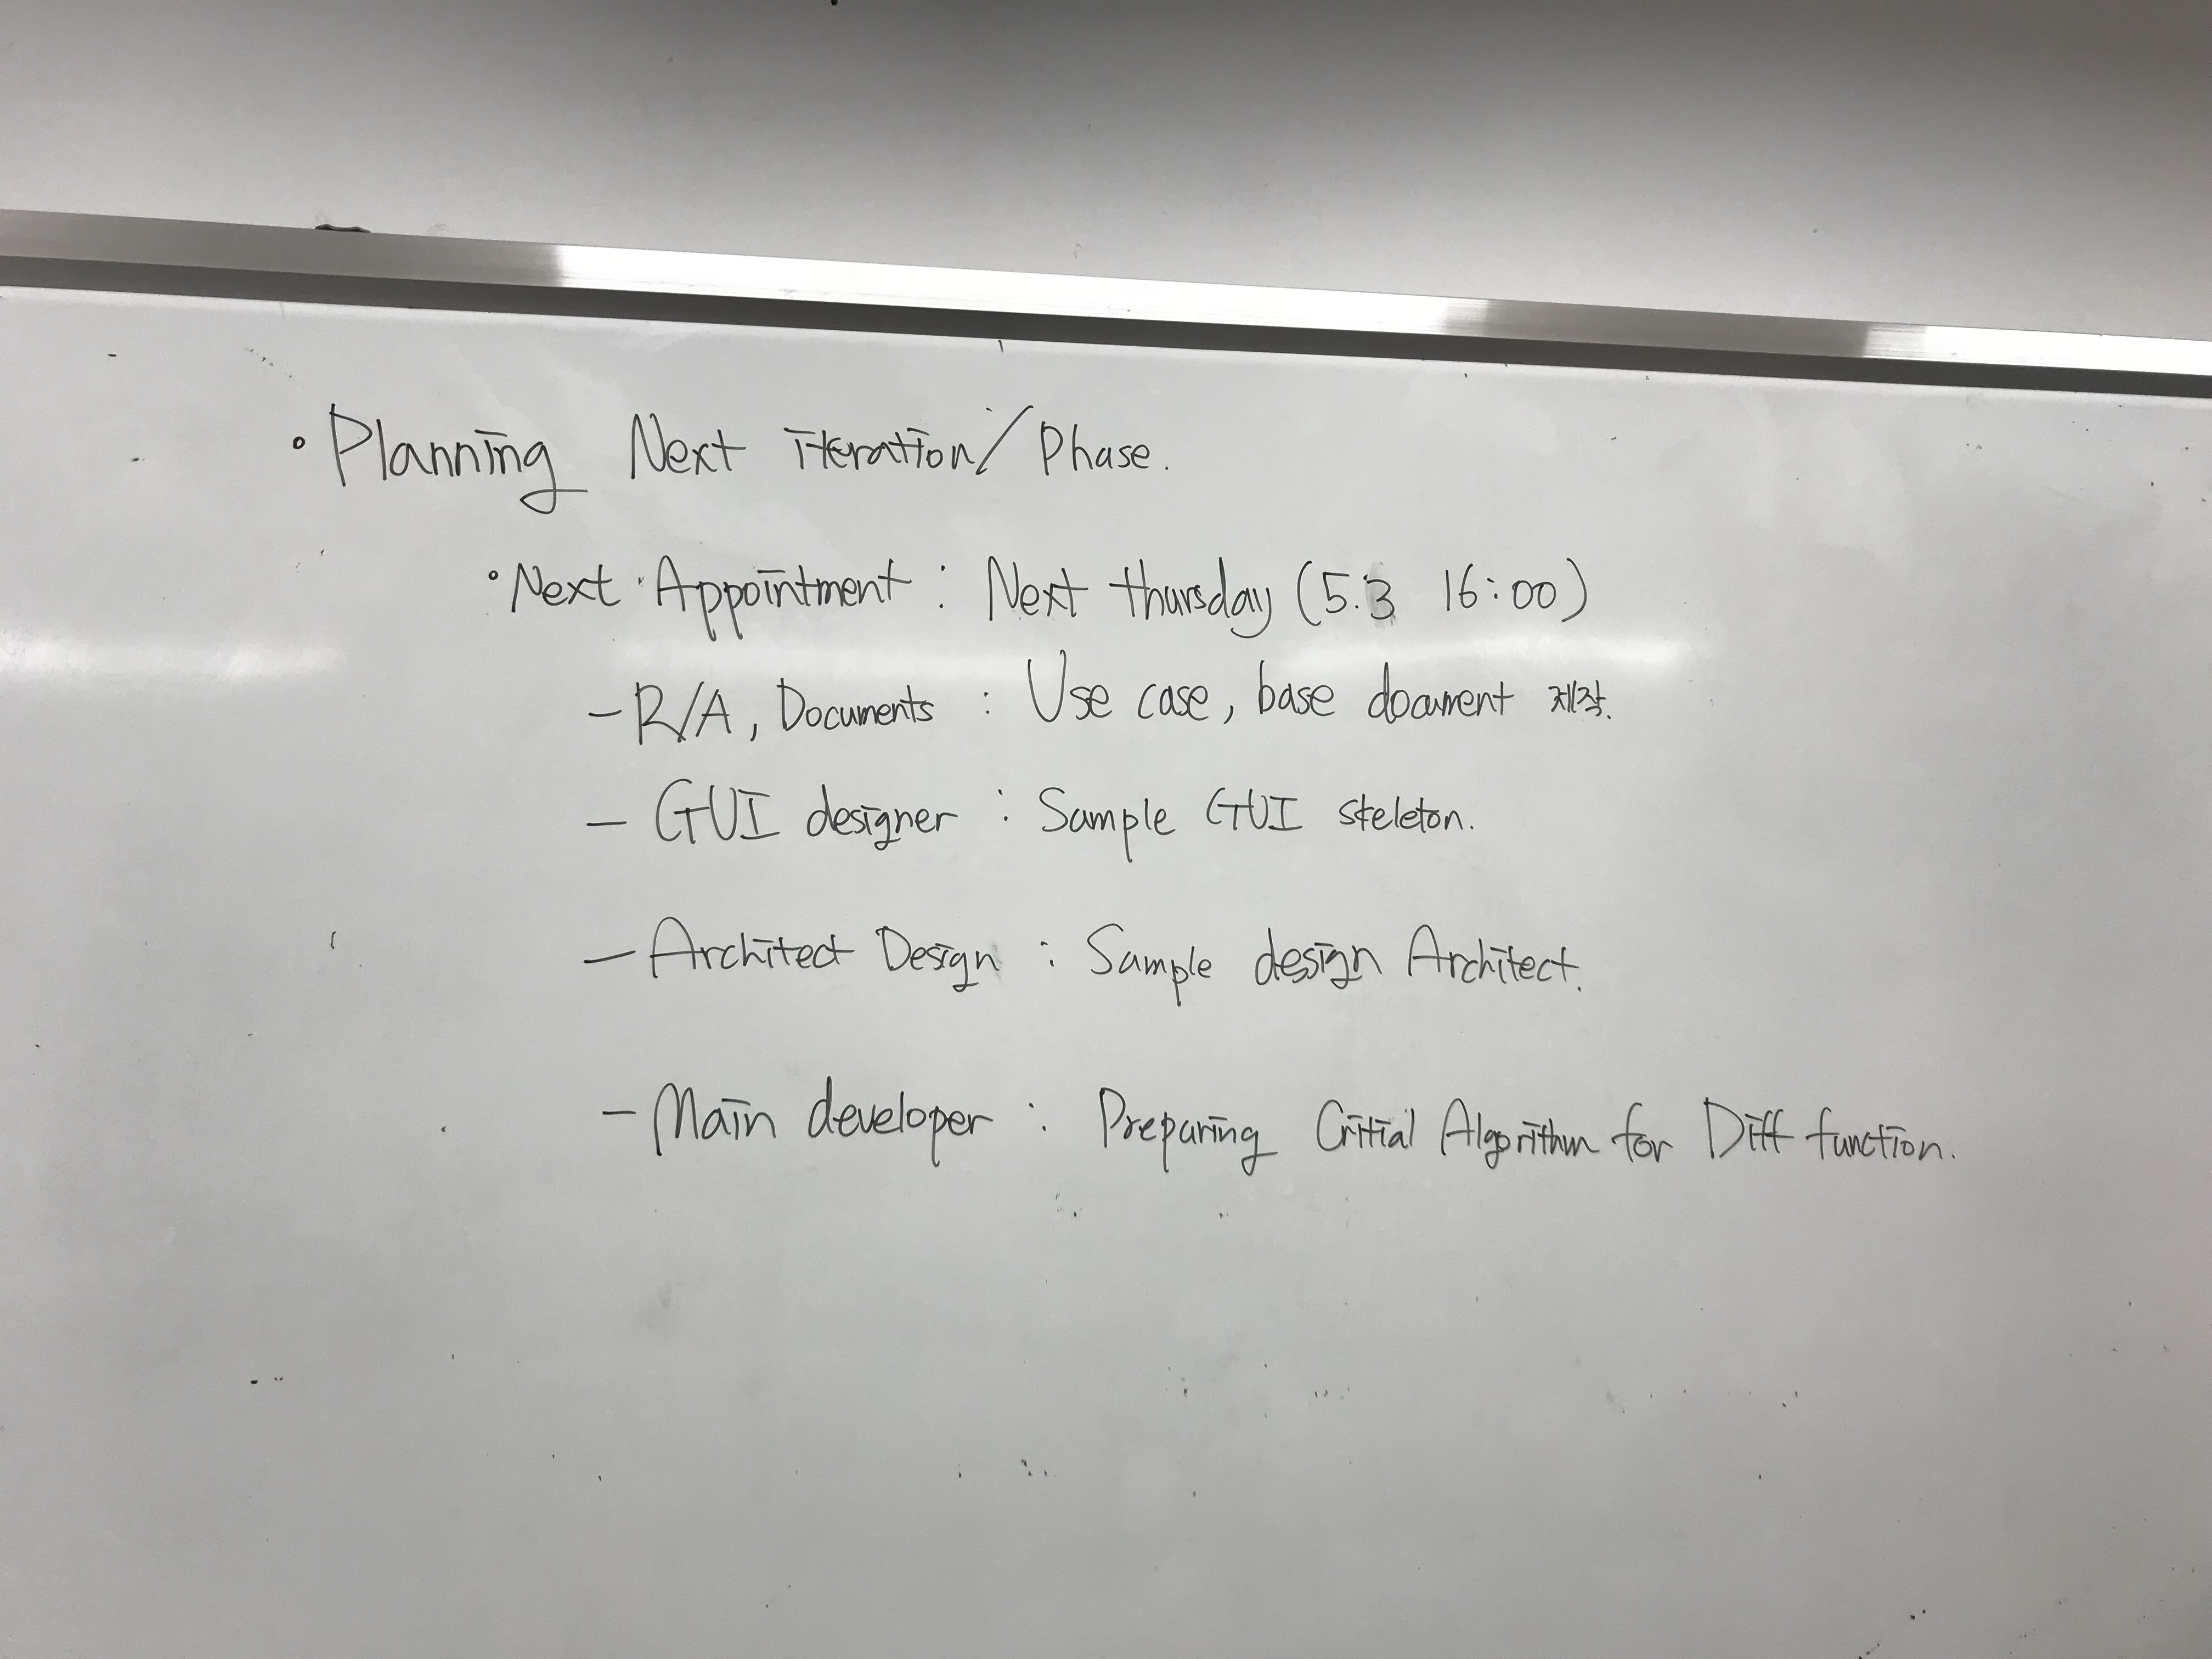 • Planning Next iteration/Phase.
• Next Appointment : Next thursday (5.3 16:00)
- R/A, Documents : Use case, base document 제작.
- GUI designer : Sample GUI skeleton.
- Architect Design : Sample design Architect.
- Main developer : Preparing Critial Algorithm for Diff function.